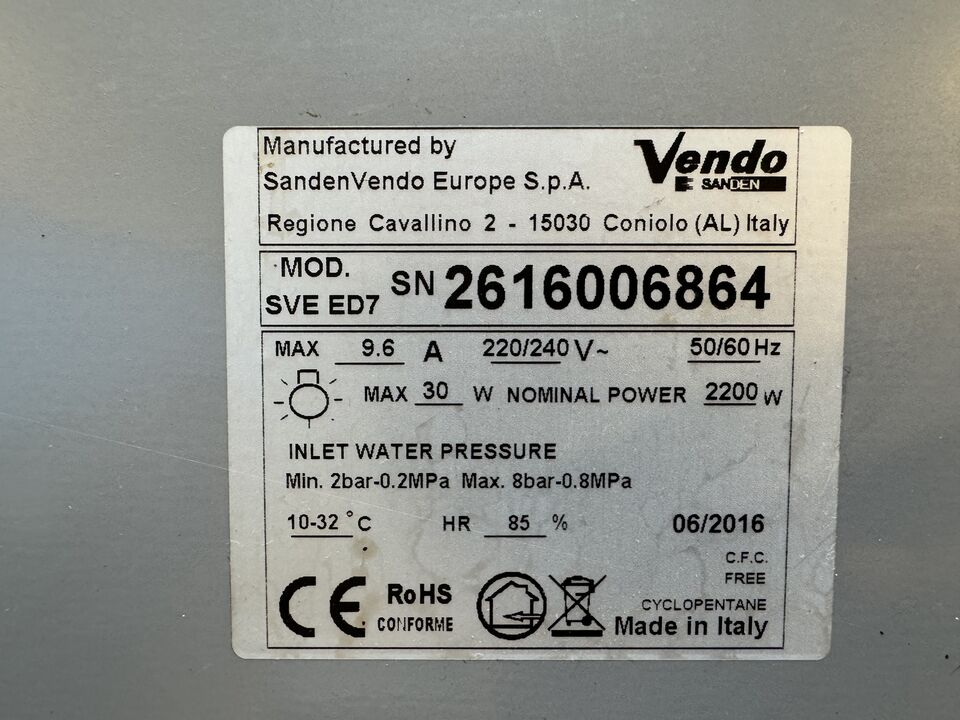 Manufactured by
SandenVendo Europe S.p.A.
Vendo
SANDEN
Regione Cavallino 2 - 15030 Coniolo (AL) Italy
MOD.
SVE ED7
SN 2616006864
MAX 9.6 A 220/240 V~ 50/60 Hz
MAX 30 W NOMINAL POWER 2200 W
INLET WATER PRESSURE
Min. 2bar-0.2MPa Max. 8bar-0.8MPa
10-32 °C HR 85 % 06/2016
C.F.C.
FREE
CYCLOPENTANE
CE RoHS
CONFORME
Made in Italy